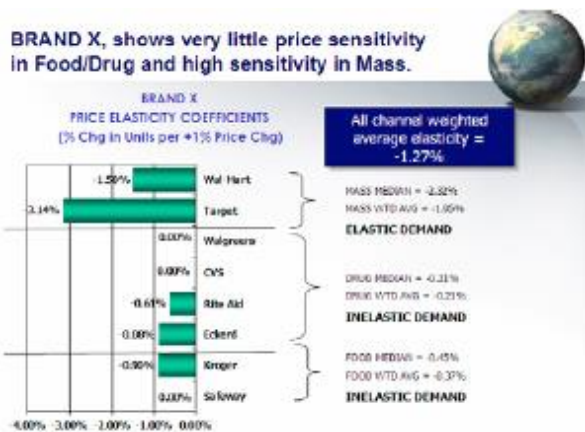 BRAND X, shows very little price sensitivity
in Food/Drug and high sensitivity in Mass.
BRAND X
PRICE ELASTICITY COEFFICIENTS
(% Chg in Units per +1% Price Chg)
All channel weighted
average elasticity =
-1.27%
-1.50% Wal Mart
-3.14% Target
0.00% Walgreens
0.00% CVS
-0.61% Rite Aid
Eckerd
-0.90% Kroger
0.00% Safeway
-4.00% -3.00% -2.00% -1.00% 0.00%
MASS MEDIAN = -2.32%
MASS WTD AVG = -1.95%
ELASTIC DEMAND
DRUG MEDIAN = -0.31%
DRUG WTD AVG = -0.21%
INELASTIC DEMAND
FOOD MEDIAN = -0.45%
FOOD WTD AVG = -0.37%
INELASTIC DEMAND